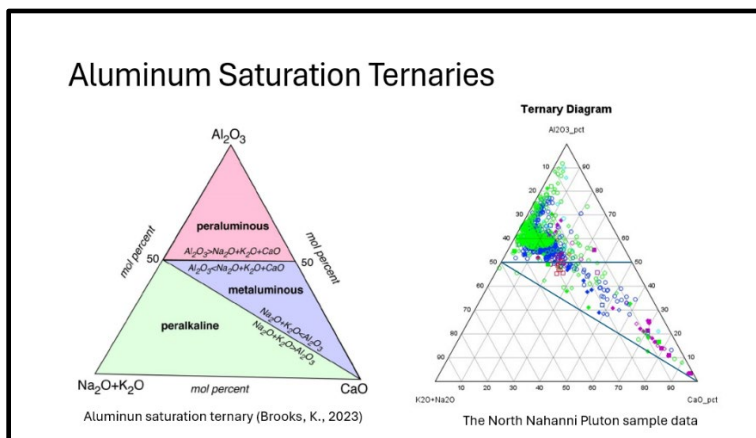 Aluminum Saturation Ternaries
Al₂O₃
peraluminous
Al₂O₃>Na₂O+K₂O+CaO
mol percent
mol percent
50
50
Al₂O₃<Na₂O+K₂O+CaO
metaluminous
Na₂O+K₂O<Al₂O₃
Na₂O+K₂O>Al₂O₃
peralkaline
Na₂O+K₂O
mol percent
CaO
Aluminun saturation ternary (Brooks, K., 2023)
Ternary Diagram
Al2O3_pct
10 90
20 80
30 70
40 60
50 50
60 40
70 30
80 20
90 10
K2O+Na2O
10 20 30 40 50 60 70 80 90
CaO_pct
The North Nahanni Pluton sample data